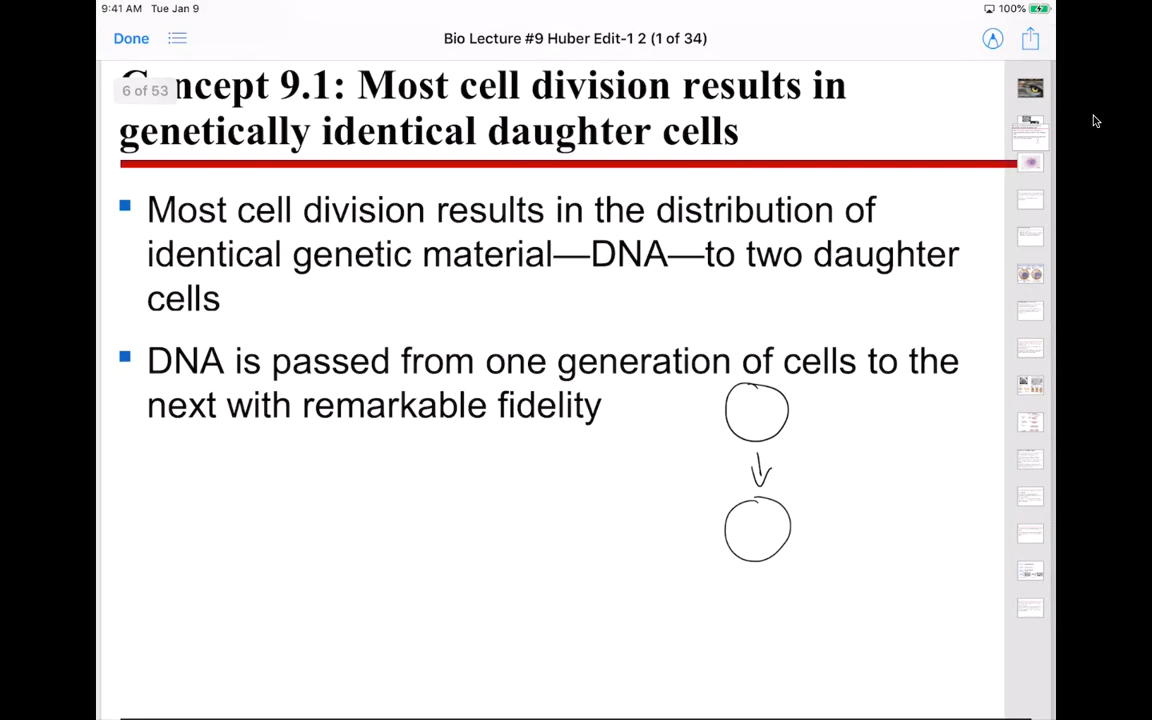 9:41 AM Tue Jan 9
100%
Done
Bio Lecture #9 Huber Edit-1 2 (1 of 34)
6 of 53
Concept 9.1: Most cell division results in
genetically identical daughter cells
Most cell division results in the distribution of
identical genetic material—DNA—to two daughter
cells
DNA is passed from one generation of cells to the
next with remarkable fidelity